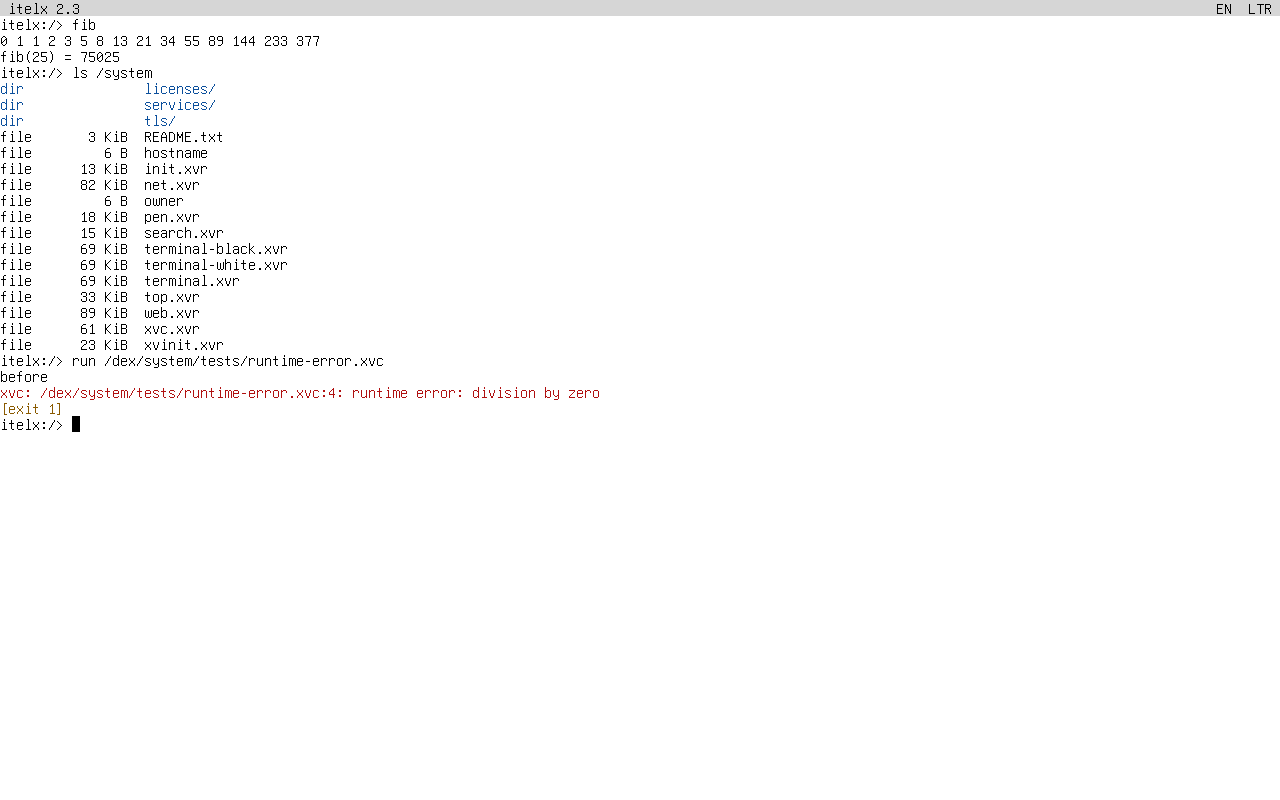 itelx 2.3 EN LTR
itelx:/> fib
0 1 1 2 3 5 8 13 21 34 55 89 144 233 377
fib(25) = 75025
itelx:/> ls /system
dir licenses/
dir services/
dir tls/
file 3 KiB README.txt
file 6 B hostname
file 13 KiB init.xvr
file 82 KiB net.xvr
file 6 B owner
file 18 KiB pen.xvr
file 15 KiB search.xvr
file 69 KiB terminal-black.xvr
file 69 KiB terminal-white.xvr
file 69 KiB terminal.xvr
file 33 KiB top.xvr
file 89 KiB web.xvr
file 61 KiB xvc.xvr
file 23 KiB xvinit.xvr
itelx:/> run /dex/system/tests/runtime-error.xvc
before
xvc: /dex/system/tests/runtime-error.xvc:4: runtime error: division by zero
[exit 1]
itelx:/>